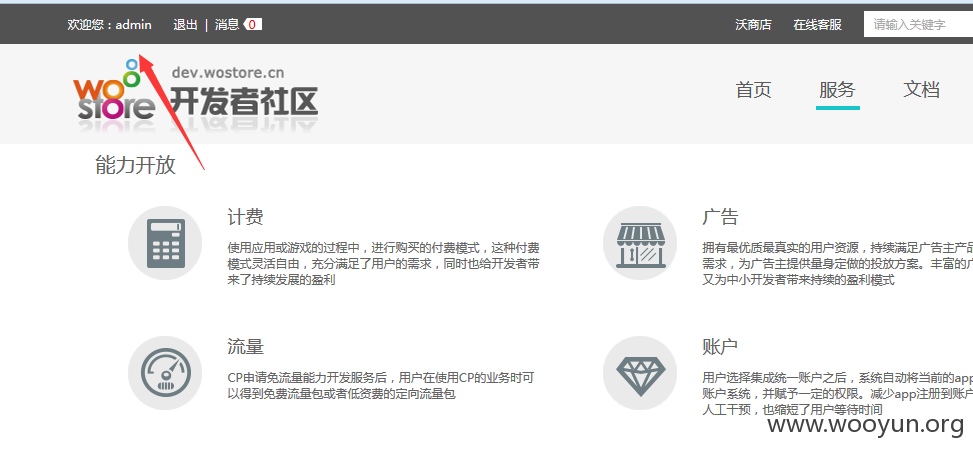 欢迎您：admin 退出 | 消息 0 沃商店 在线客服 请输入关键字
wo store dev.wostore.cn
开发者社区 首页 服务 文档
能力开放
计费
使用应用或游戏的过程中，进行购买的付费模式，这种付费
模式灵活自由，充分满足了用户的需求，同时也给开发者带
来了持续发展的盈利
广告
拥有最优质最真实的用户资源，持续满足广告主产品
需求，为广告主提供量身定做的投放方案。丰富的广
又为中小开发者带来持续的盈利模式
流量
CP申请免流量能力开发服务后，用户在使用CP的业务时可
以得到免费流量包或者低资费的定向流量包
账户
用户选择集成统一账户之后，系统自动将当前的app
账户系统，并赋予一定的权限。减少app注册到账户
人工干预，也缩短了用户等待时间
www.wooyun.org